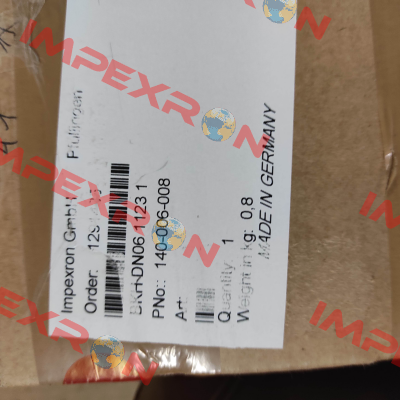 Impexron GmbH Pfullingen
Order:
BKH-DN06 1123 1
PNo.: 140-006-008
Art
Quantity 1
Weight in kg: 0,8
MADE IN GERMANY
IMPEXRON
IMPEXRON
IMPEXRON